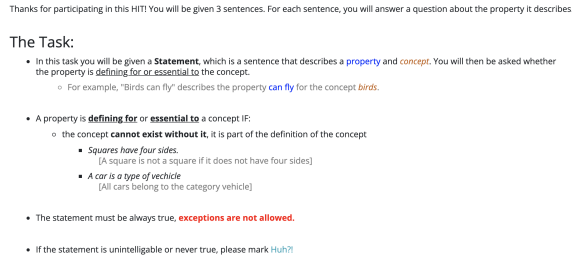 Thanks for participating in this HIT! You will be given 3 sentences. For each sentence, you will answer a question about the property it describes
The Task:
• In this task you will be given a Statement, which is a sentence that describes a property and concept. You will then be asked whether
the property is defining for or essential to the concept.
○ For example, "Birds can fly" describes the property can fly for the concept birds.
• A property is defining for or essential to a concept IF:
○ the concept cannot exist without it, it is part of the definition of the concept
▪ Squares have four sides.
[A square is not a square if it does not have four sides]
▪ A car is a type of vechicle
[All cars belong to the category vehicle]
• The statement must be always true, exceptions are not allowed.
• If the statement is unintelligable or never true, please mark Huh?!